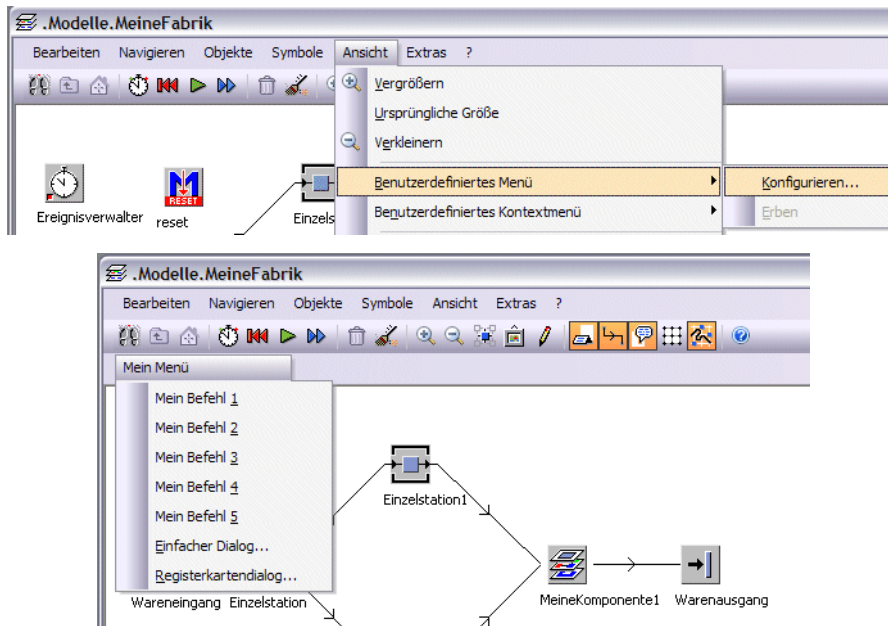 .Modelle.MeineFabrik
Bearbeiten Navigieren Objekte Symbole Ansicht Extras ?
Vergrößern
Ursprüngliche Größe
Verkleinern
Benutzerdefiniertes Menü Konfigurieren...
Benutzerdefiniertes Kontextmenü Erben
RESET
Ereignisverwalter reset Einzels
.Modelle.MeineFabrik
Bearbeiten Navigieren Objekte Symbole Ansicht Extras ?
Mein Menü
Mein Befehl 1
Mein Befehl 2
Mein Befehl 3
Mein Befehl 4
Mein Befehl 5
Einfacher Dialog...
Registerkartendialog...
Einzelstation1
Wareneingang Einzelstation
MeineKomponente1 Warenausgang